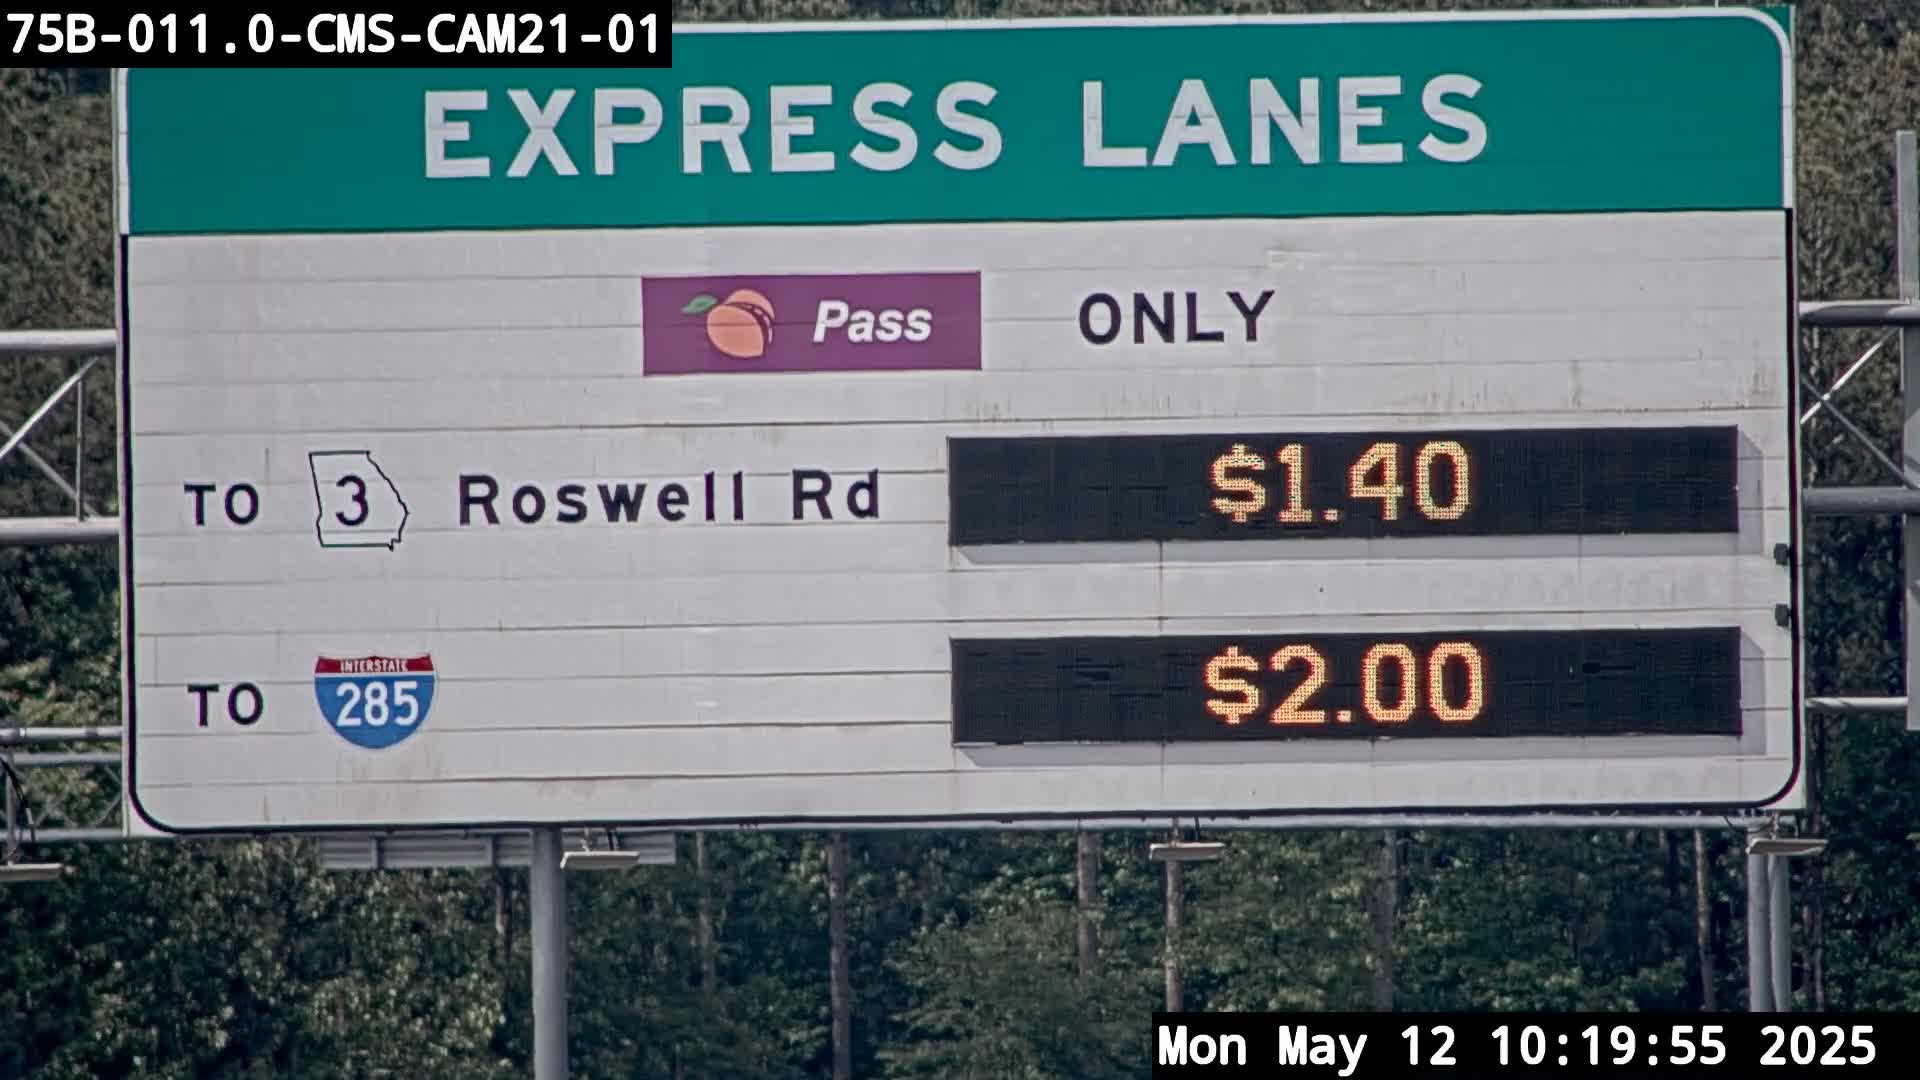 75B-011.0-CMS-CAM21-01
EXPRESS LANES
Pass ONLY
TO 3 Roswell Rd $1.40
INTERSTATE
TO 285 $2.00
Mon May 12 10:19:55 2025